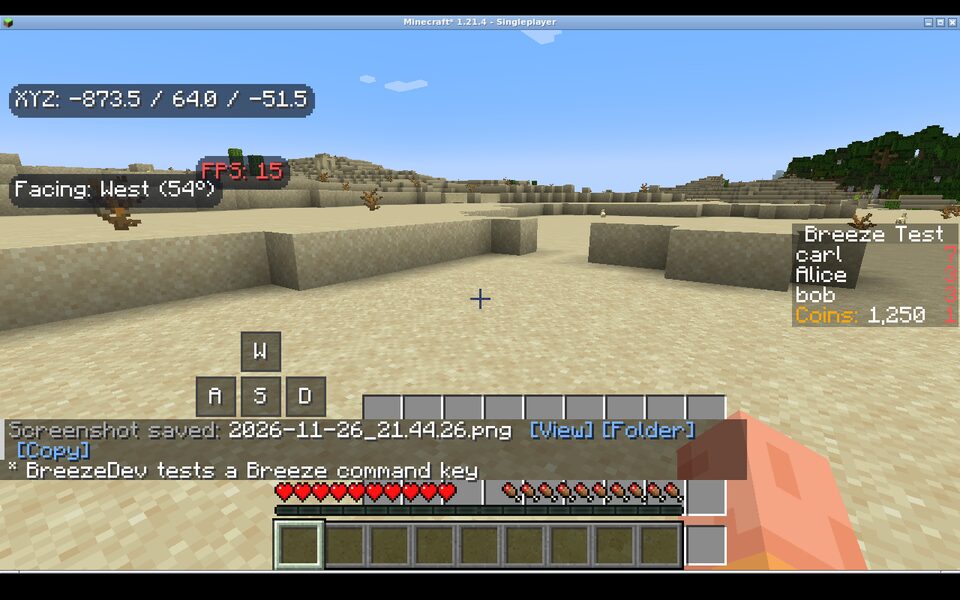 Minecraft* 1.21.4 - Singleplayer
XYZ: -873.5 / 64.0 / -51.5
FPS: 15
Facing: West (54°)
Breeze Test
carl
Alice
bob
Coins: 1,250
W
A S D
Screenshot saved: 2026-11-26_21.44.26.png [View] [Folder]
[Copy]
* BreezeDev tests a Breeze command key